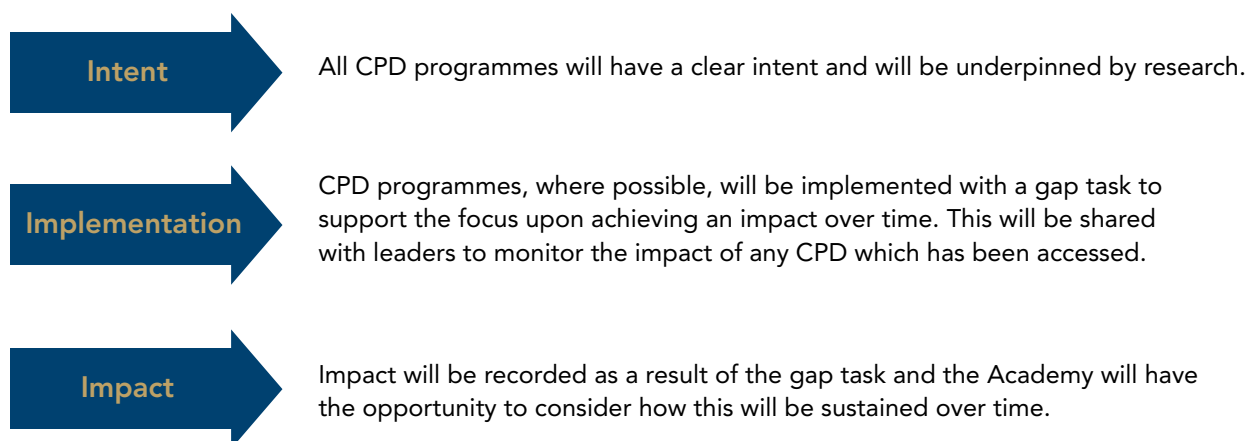 Intent
All CPD programmes will have a clear intent and will be underpinned by research.
Implementation
CPD programmes, where possible, will be implemented with a gap task to
support the focus upon achieving an impact over time. This will be shared
with leaders to monitor the impact of any CPD which has been accessed.
Impact
Impact will be recorded as a result of the gap task and the Academy will have
the opportunity to consider how this will be sustained over time.